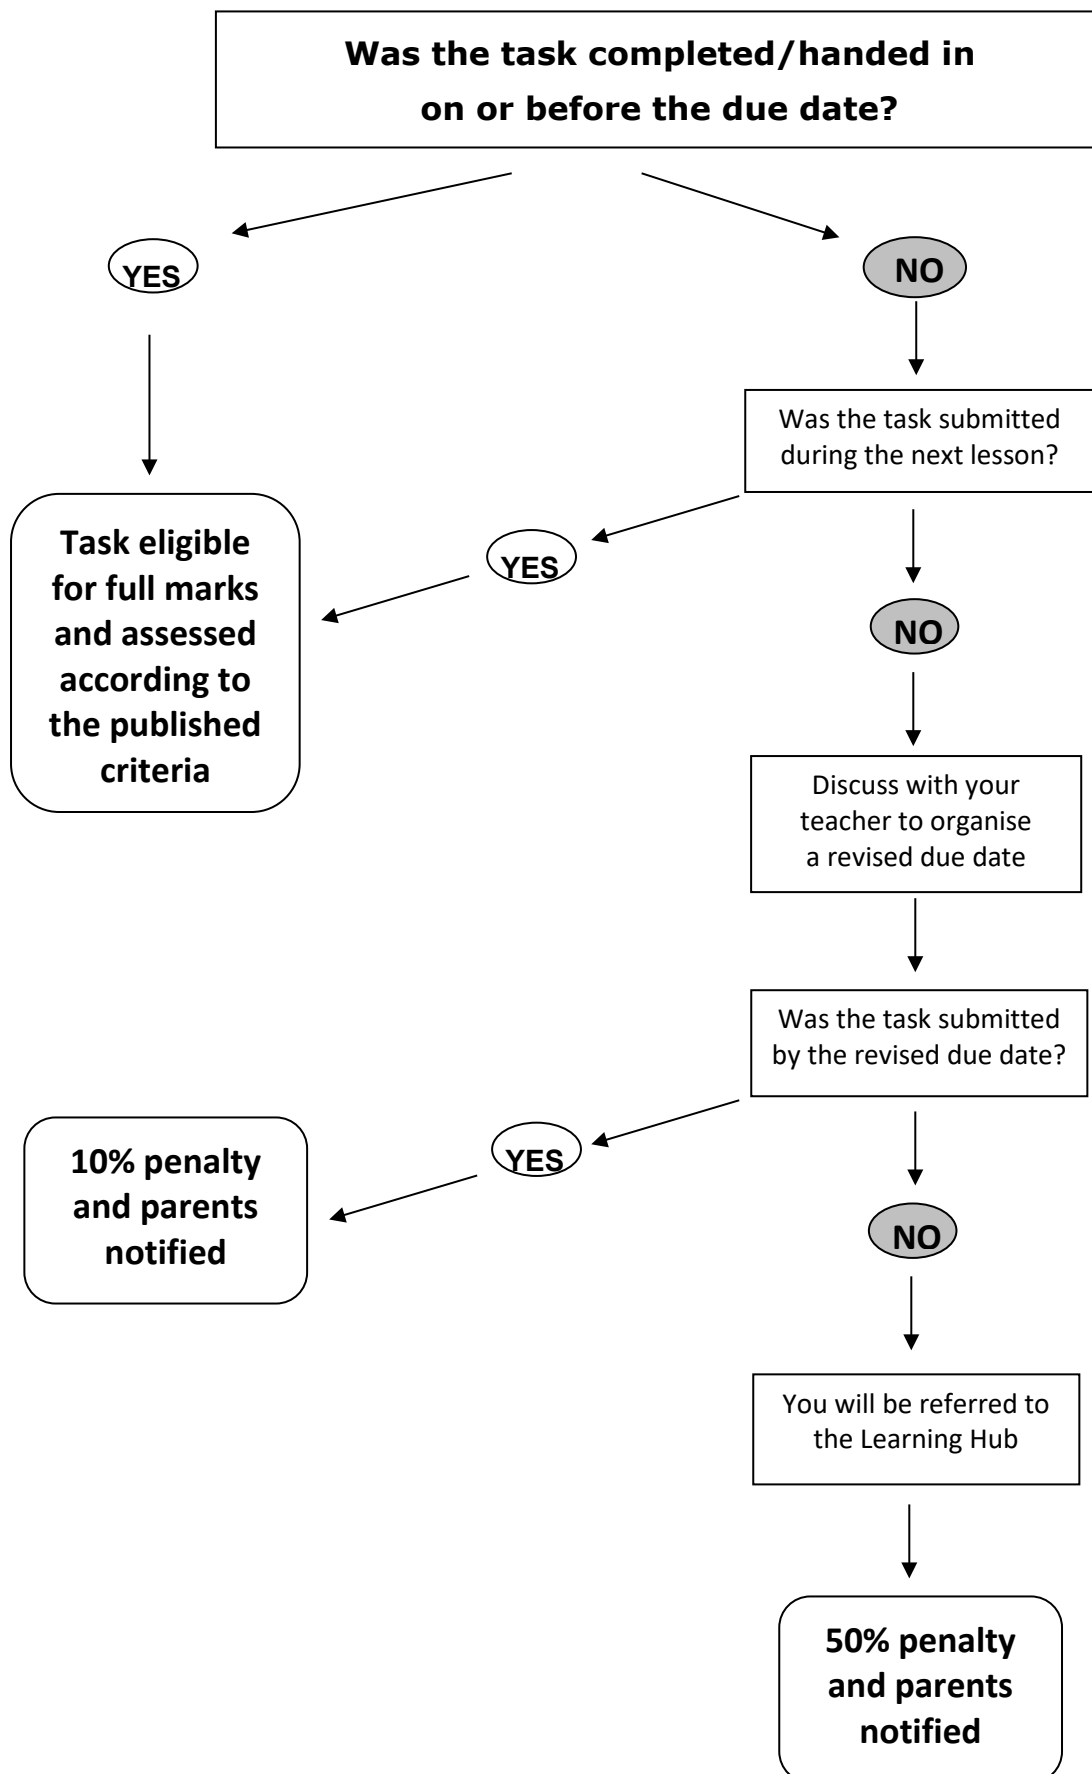 Was the task completed/handed in
on or before the due date?
YES
NO
Was the task submitted
during the next lesson?
Task eligible
for full marks
and assessed
according to
the published
criteria
YES
NO
Discuss with your
teacher to organise
a revised due date
Was the task submitted
by the revised due date?
10% penalty
and parents
notified
YES
NO
You will be referred to
the Learning Hub
50% penalty
and parents
notified